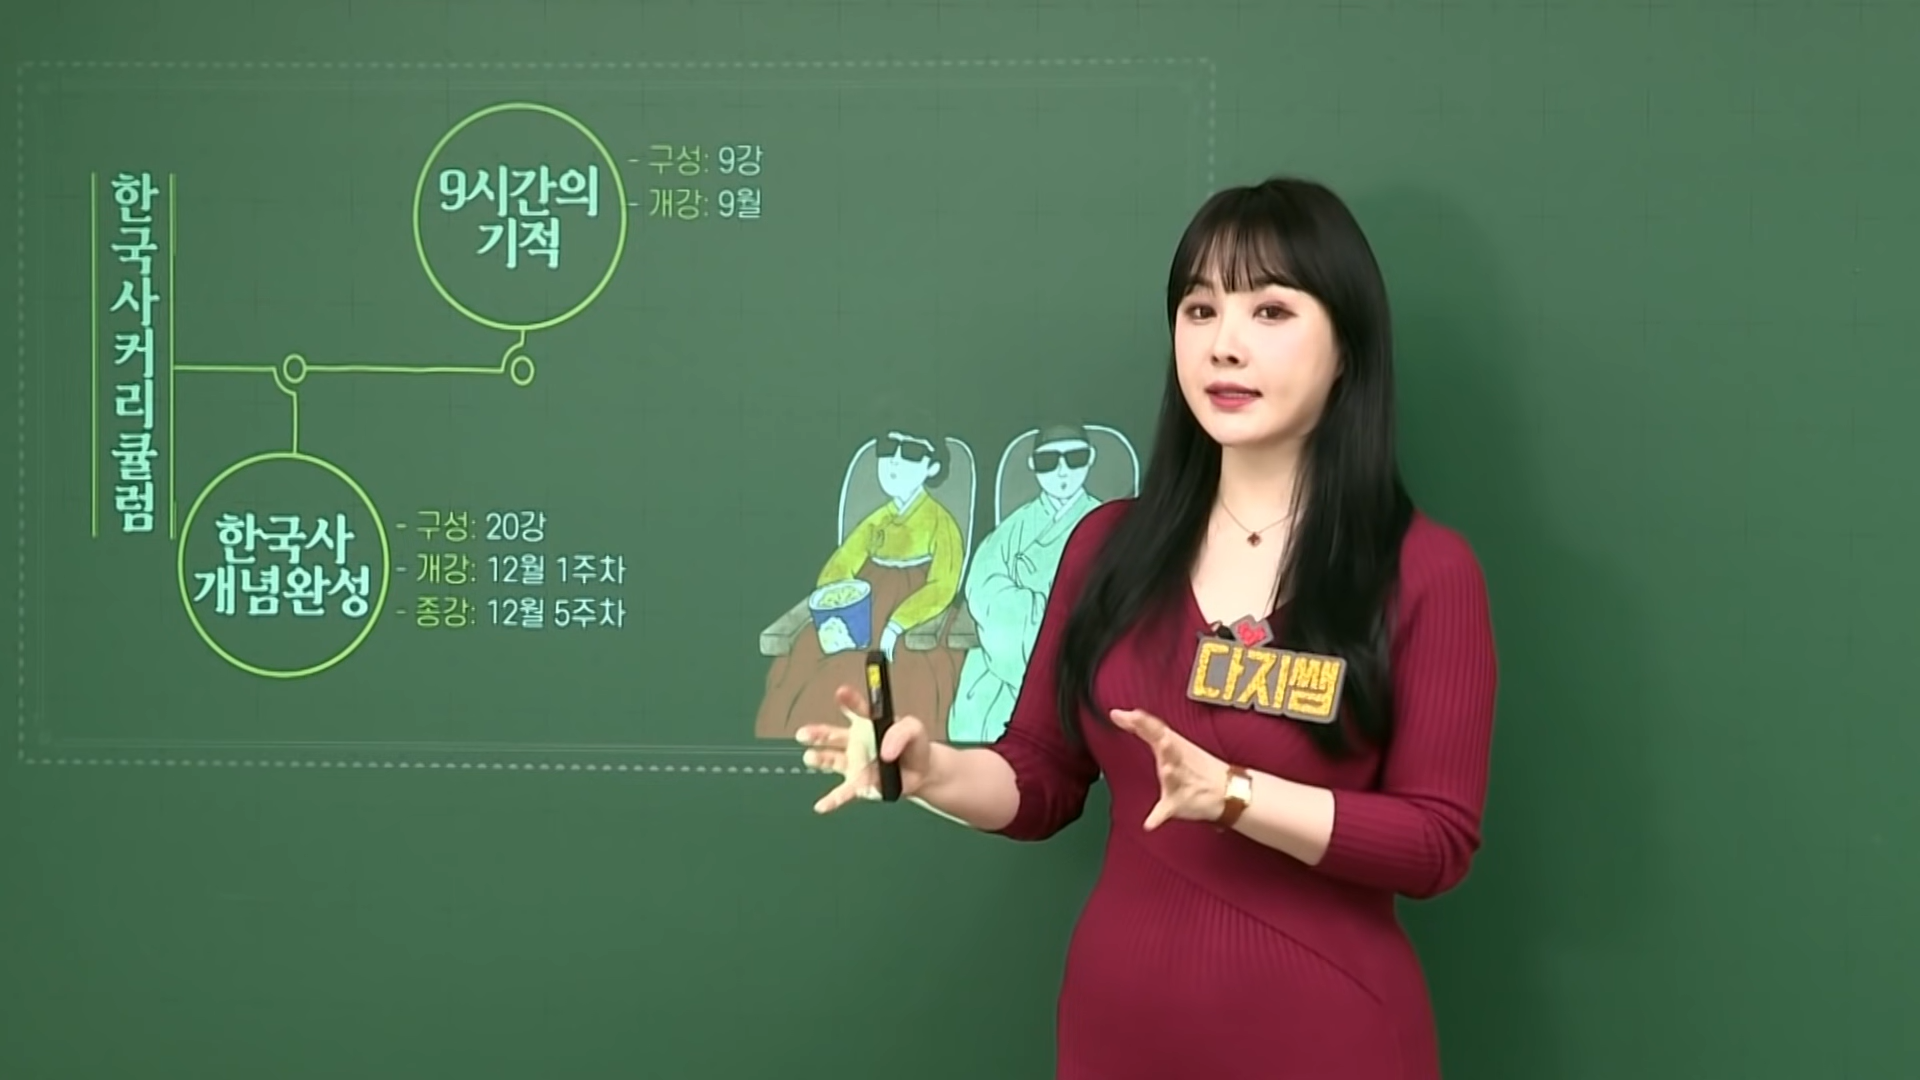 한국사커리큘럼
9시간의
기적
- 구성: 9강
- 개강: 9월
한국사
개념완성
- 구성: 20강
- 개강: 12월 1주차
- 종강: 12월 5주차
다지쌤